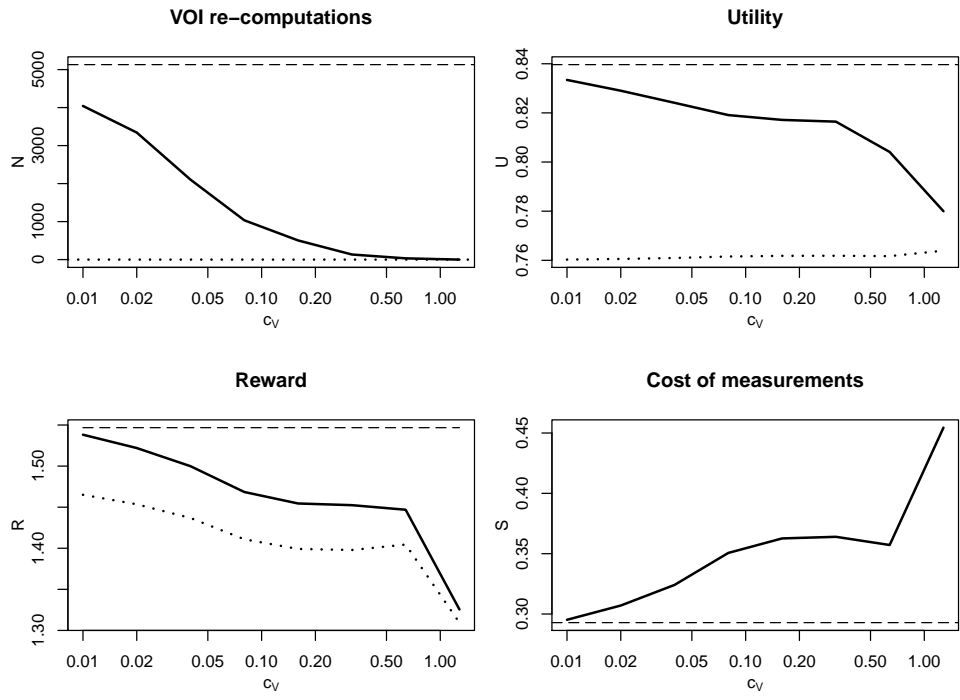 VOI re−computations
N
0
1000
3000
5000
0.01 0.02 0.05 0.10 0.20 0.50 1.00
cV
Utility
U
0.76
0.78
0.80
0.82
0.84
0.01 0.02 0.05 0.10 0.20 0.50 1.00
cV
Reward
R
1.30
1.40
1.50
0.01 0.02 0.05 0.10 0.20 0.50 1.00
cV
Cost of measurements
S
0.30
0.35
0.40
0.45
0.01 0.02 0.05 0.10 0.20 0.50 1.00
cV